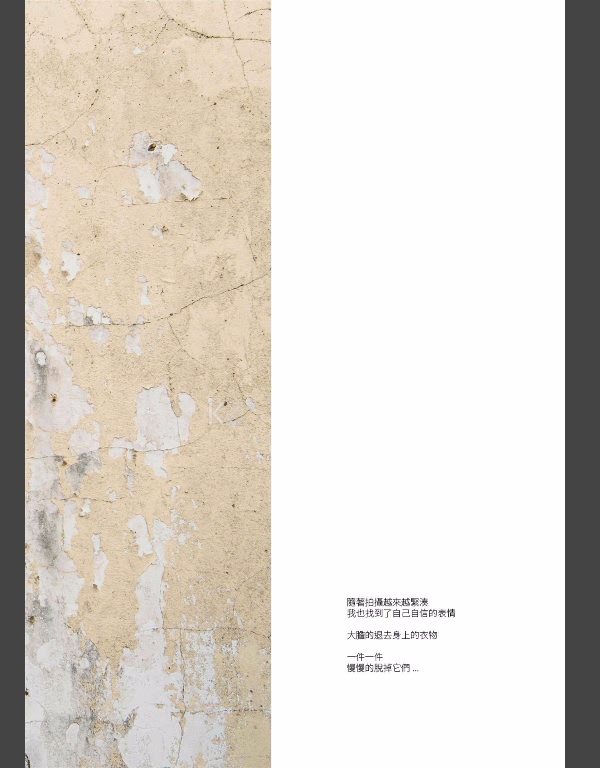 隨著拍攝越來越緊湊
我也找到了自己自信的表情
大膽的退去身上的衣物
一件一件
慢慢的脫掉它們 ...